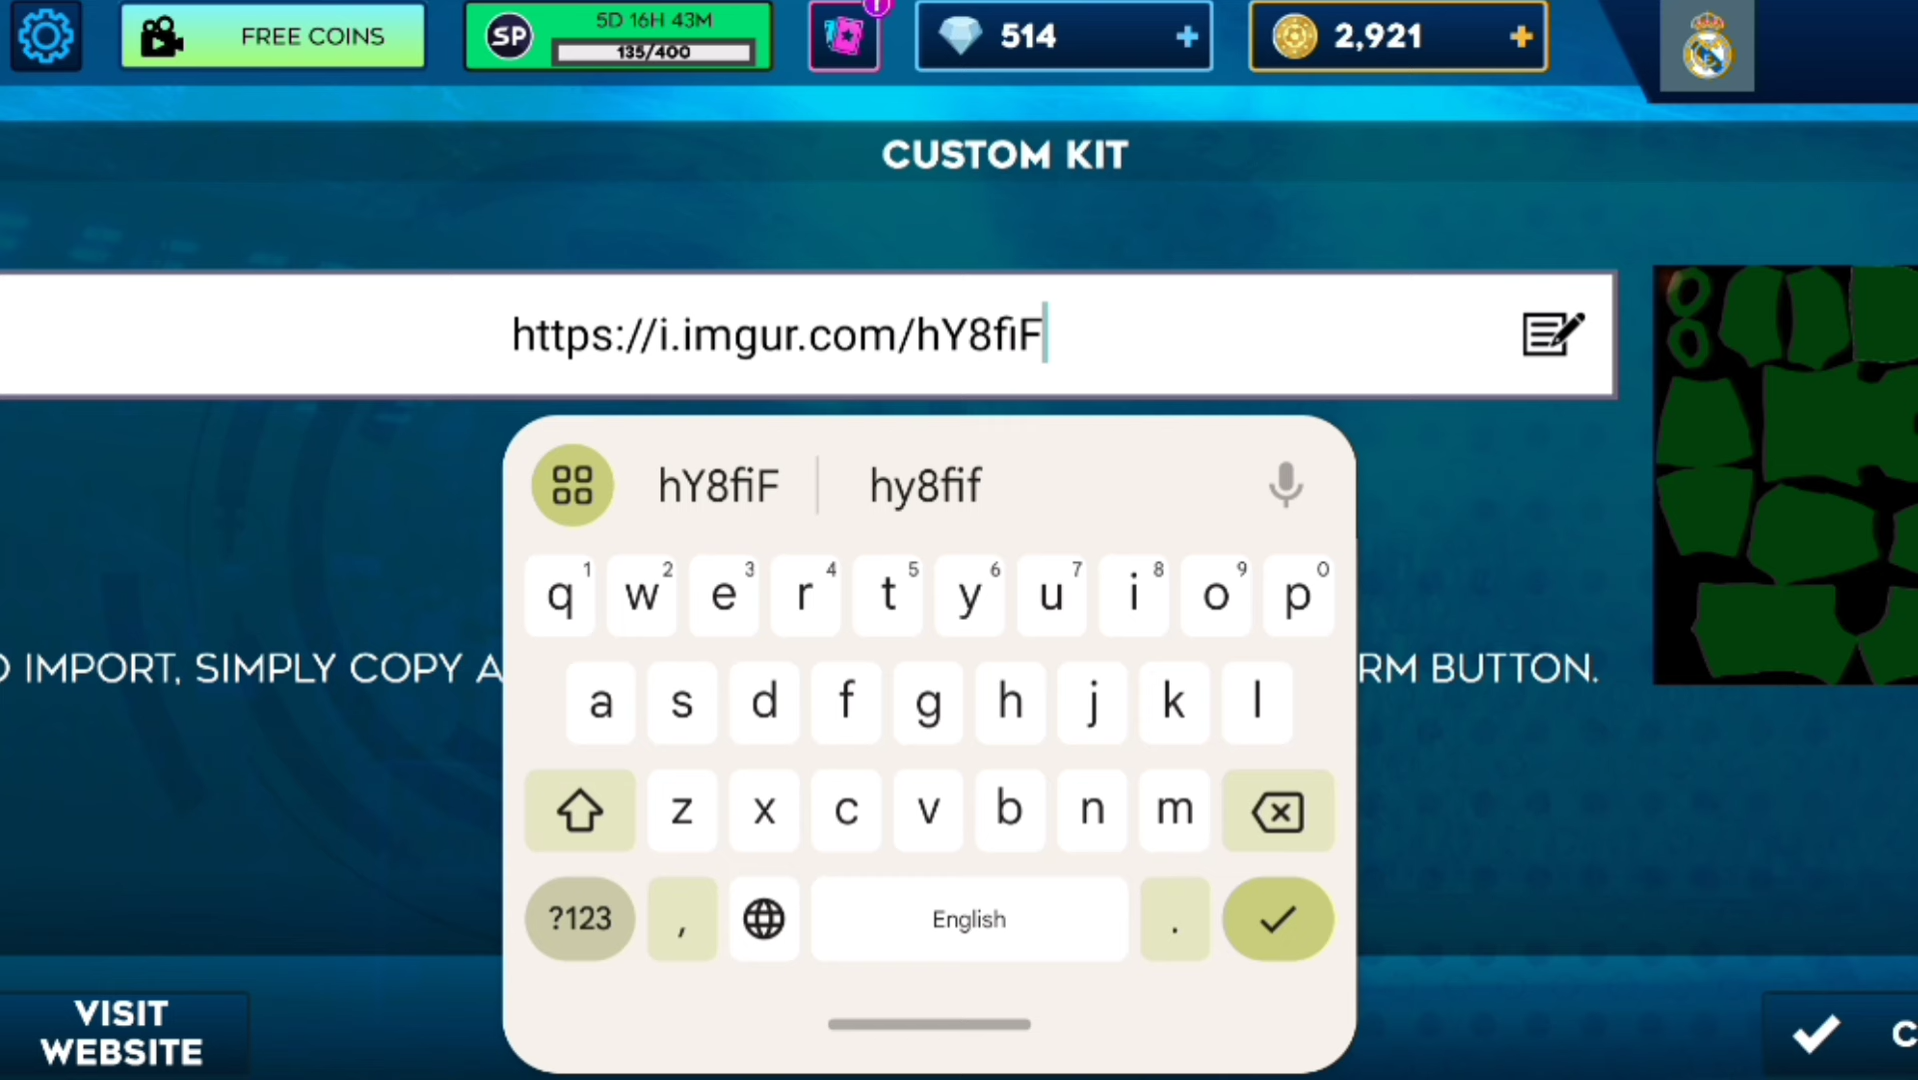 FREE COINS
SP
5D 16H 43M
135/400
514 +
2,921 +
CUSTOM KIT
https://i.imgur.com/hY8fiF
hY8fiF hy8fif
q 1 w 2 e 3 r 4 t 5 y 6 u 7 i 8 o 9 p 0
a s d f g h j k l
IMPORT, SIMPLY COPY A
RM BUTTON.
z x c v b n m
?123 , English .
VISIT
WEBSITE
C